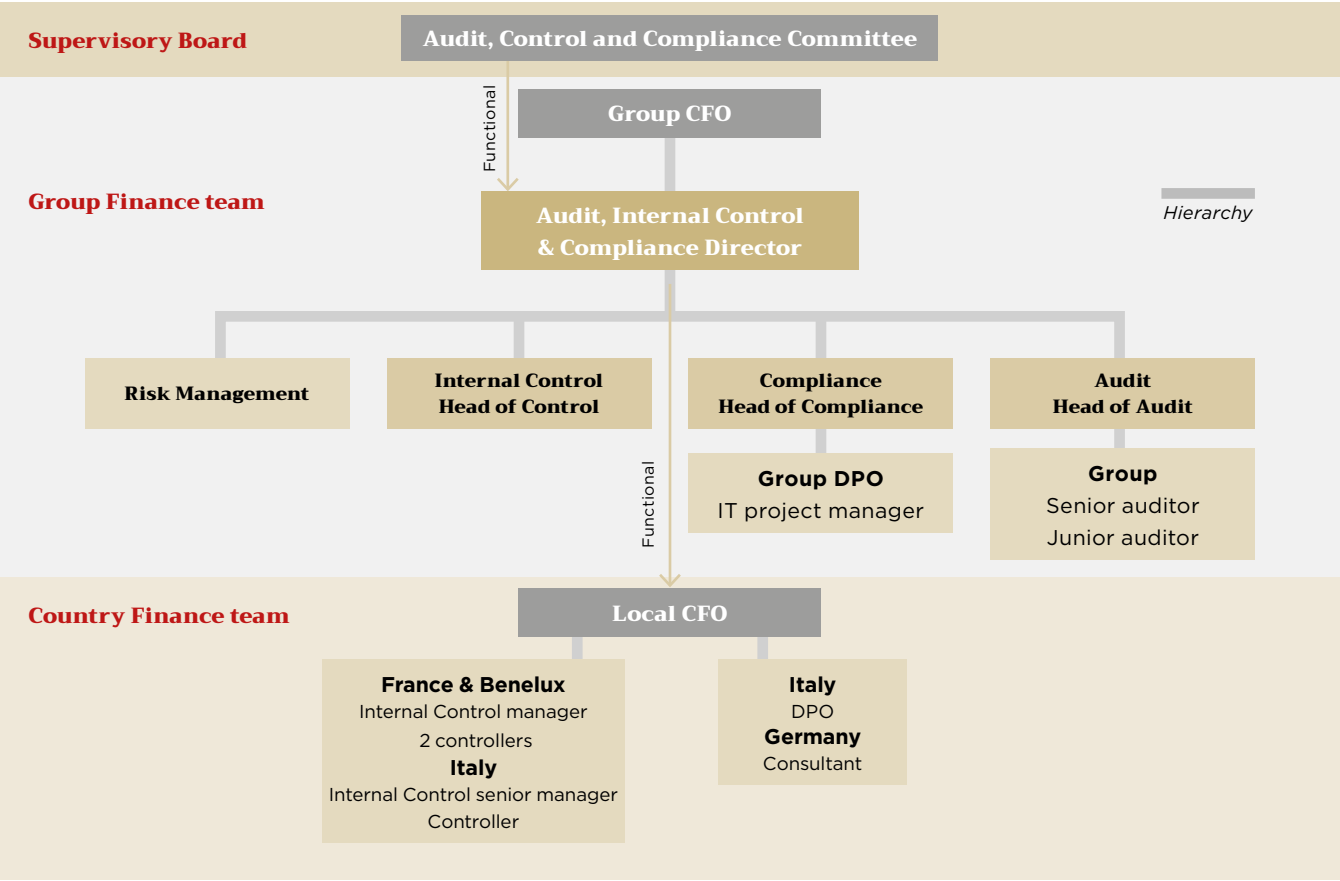 Supervisory Board
Audit, Control and Compliance Committee
Functional
Group CFO
Group Finance team
Audit, Internal Control
& Compliance Director
Hierarchy
Risk Management
Internal Control
Head of Control
Compliance
Head of Compliance
Audit
Head of Audit
Functional
Group DPO
IT project manager
Group
Senior auditor
Junior auditor
Country Finance team
Local CFO
France & Benelux
Internal Control manager
2 controllers
Italy
Internal Control senior manager
Controller
Italy
DPO
Germany
Consultant